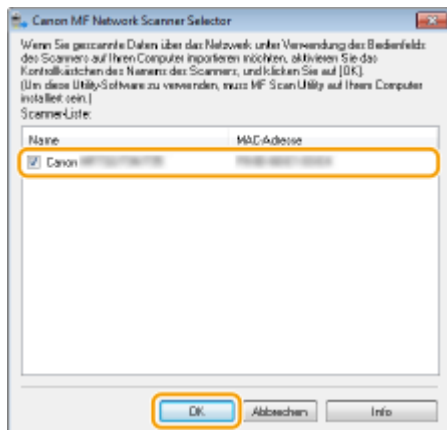 Canon MF Network Scanner Selector
Wenn Sie gescannte Daten über das Netzwerk unter Verwendung des Bedienfelds
des Scanners auf Ihren Computer importieren möchten, aktivieren Sie das
Kontrollkästchen des Namens des Scanners, und klicken Sie auf [OK].
(Um diese Utility-Software zu verwenden, muss MF Scan Utility auf Ihrem Computer
installiert sein.)
Scanner-Liste:
Name MAC-Adresse
Canon
OK Abbrechen Info